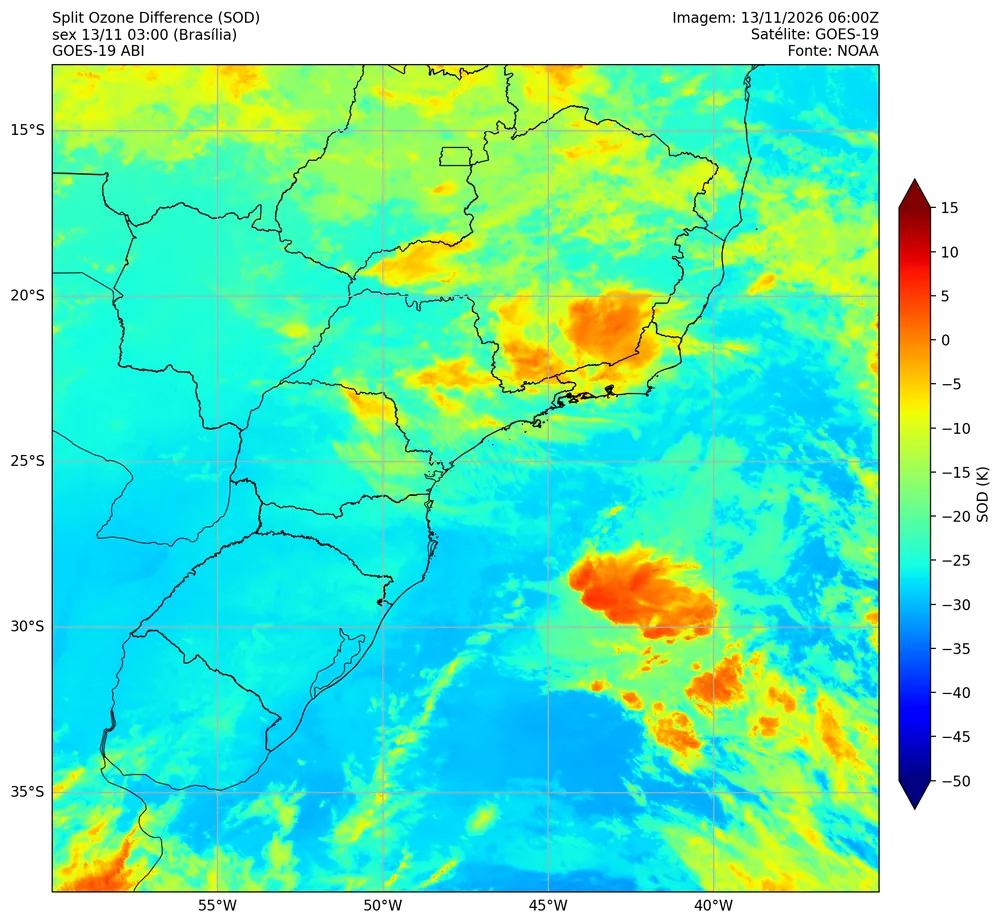 Split Ozone Difference (SOD)
sex 13/11 03:00 (Brasília)
GOES-19 ABI
Imagem: 13/11/2026 06:00Z
Satélite: GOES-19
Fonte: NOAA
15°S
20°S
25°S
30°S
35°S
55°W
50°W
45°W
40°W
15
10
5
0
−5
−10
−15
−20
−25
−30
−35
−40
−45
−50
SOD (K)